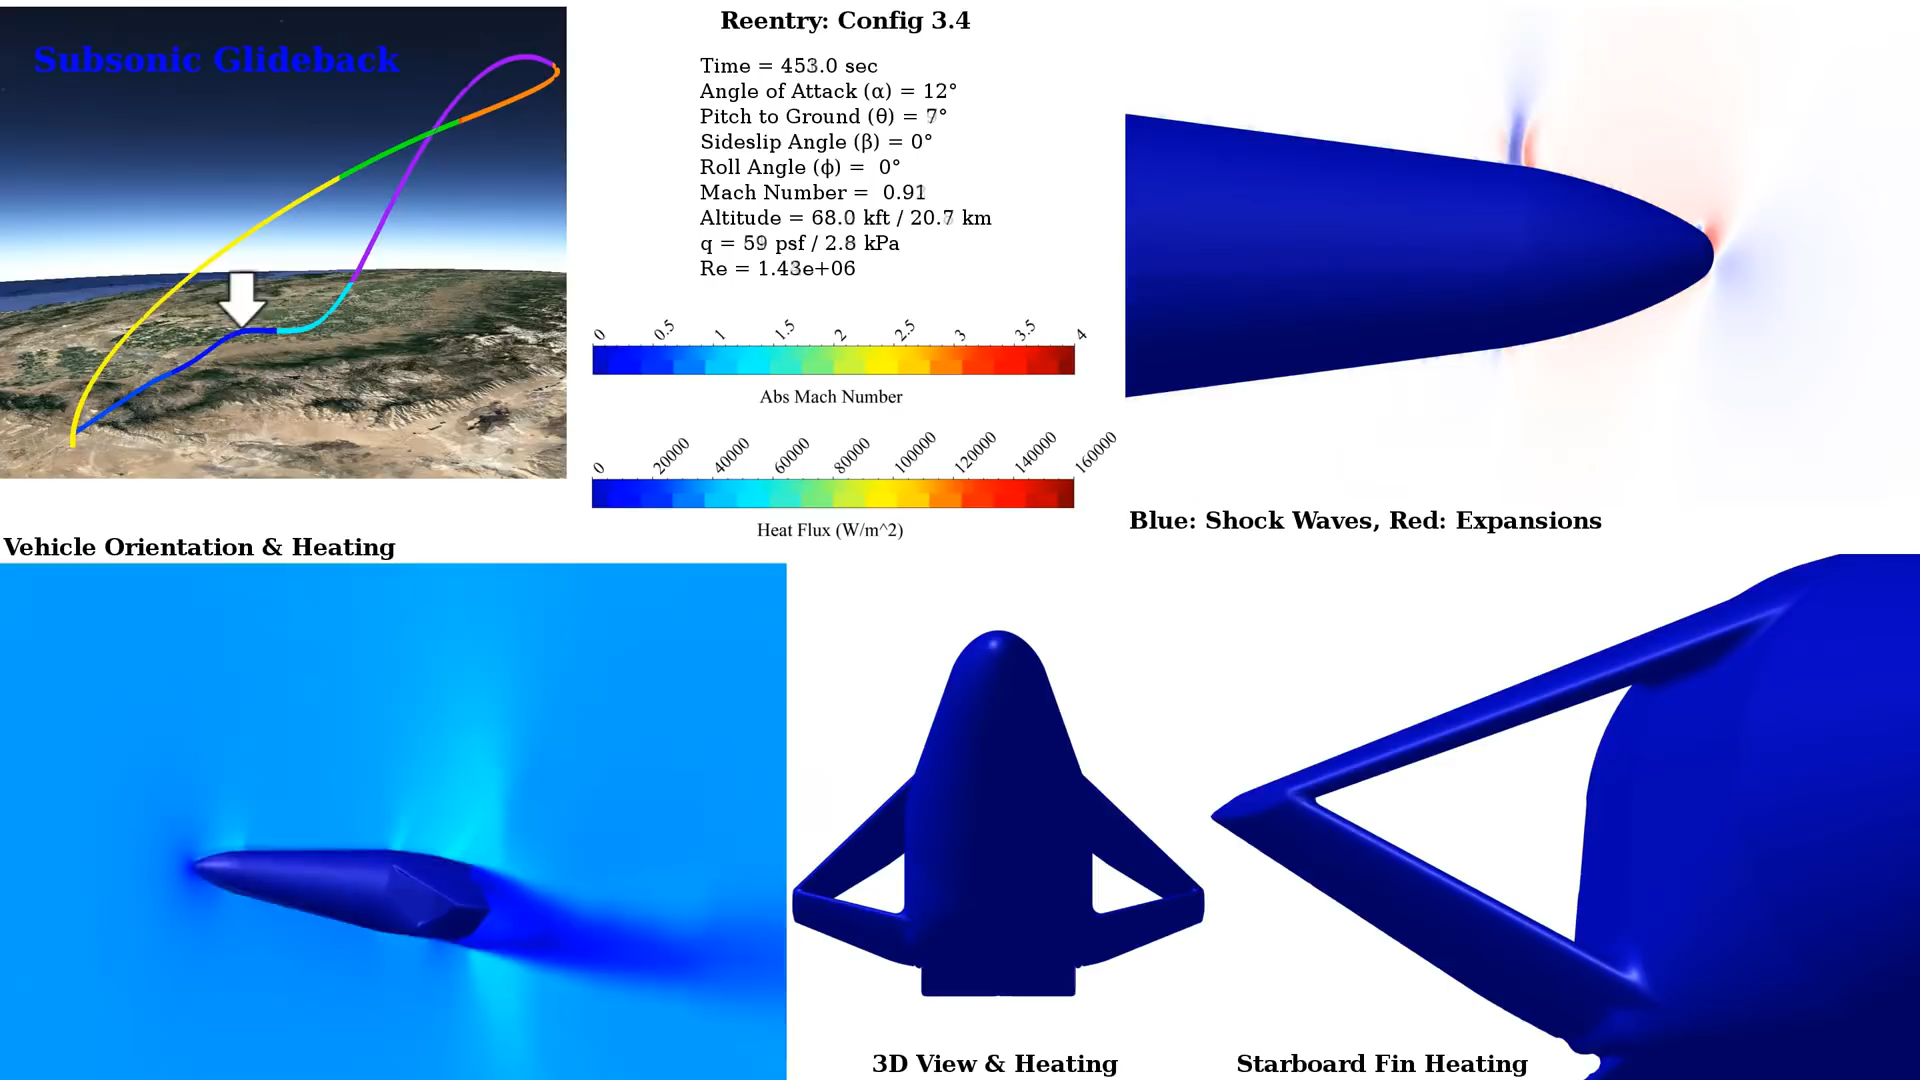 Subsonic Glideback
Reentry: Config 3.4
Time = 453.0 sec
Angle of Attack (α) = 12°
Pitch to Ground (θ) = 7°
Sideslip Angle (β) = 0°
Roll Angle (ϕ) =  0°
Mach Number =  0.91
Altitude = 68.0 kft / 20.7 km
q = 59 psf / 2.8 kPa
Re = 1.43e+06
0 0.5 1 1.5 2 2.5 3 3.5 4
Abs Mach Number
0 20000 40000 60000 80000 100000 120000 140000 160000
Heat Flux (W/m^2)
Blue: Shock Waves, Red: Expansions
Vehicle Orientation & Heating
3D View & Heating
Starboard Fin Heating